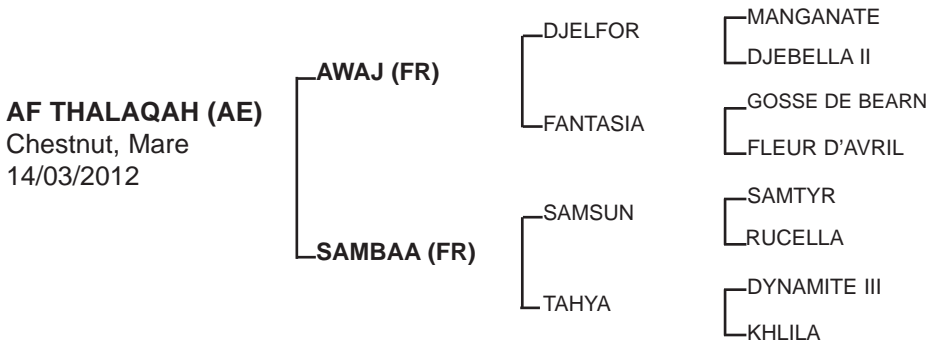 AF THALAQAH (AE)
Chestnut, Mare
14/03/2012
AWAJ (FR)
SAMBAA (FR)
DJELFOR
FANTASIA
SAMSUN
TAHYA
MANGANATE
DJEBELLA II
GOSSE DE BEARN
FLEUR D'AVRIL
SAMTYR
RUCELLA
DYNAMITE III
KHLILA